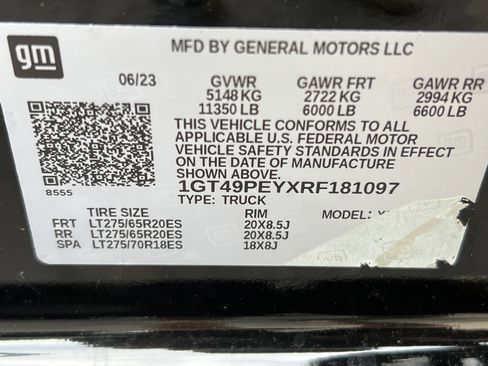 gm
MFD BY GENERAL MOTORS LLC
06/23 GVWR GAWR FRT GAWR RR
5148 KG 2722 KG 2994 KG
11350 LB 6000 LB 6600 LB
THIS VEHICLE CONFORMS TO ALL
APPLICABLE U.S. FEDERAL MOTOR
VEHICLE SAFETY STANDARDS IN EFFECT
ON THE DATE OF MANUFACTURE
SHOWN ABOVE.
8555 1GT49PEYXRF181097
TYPE: TRUCK MODEL:
TIRE SIZE RIM
FRT LT275/65R20ES 20X8.5J
RR LT275/65R20ES 20X8.5J
SPA LT275/70R18ES 18X8J